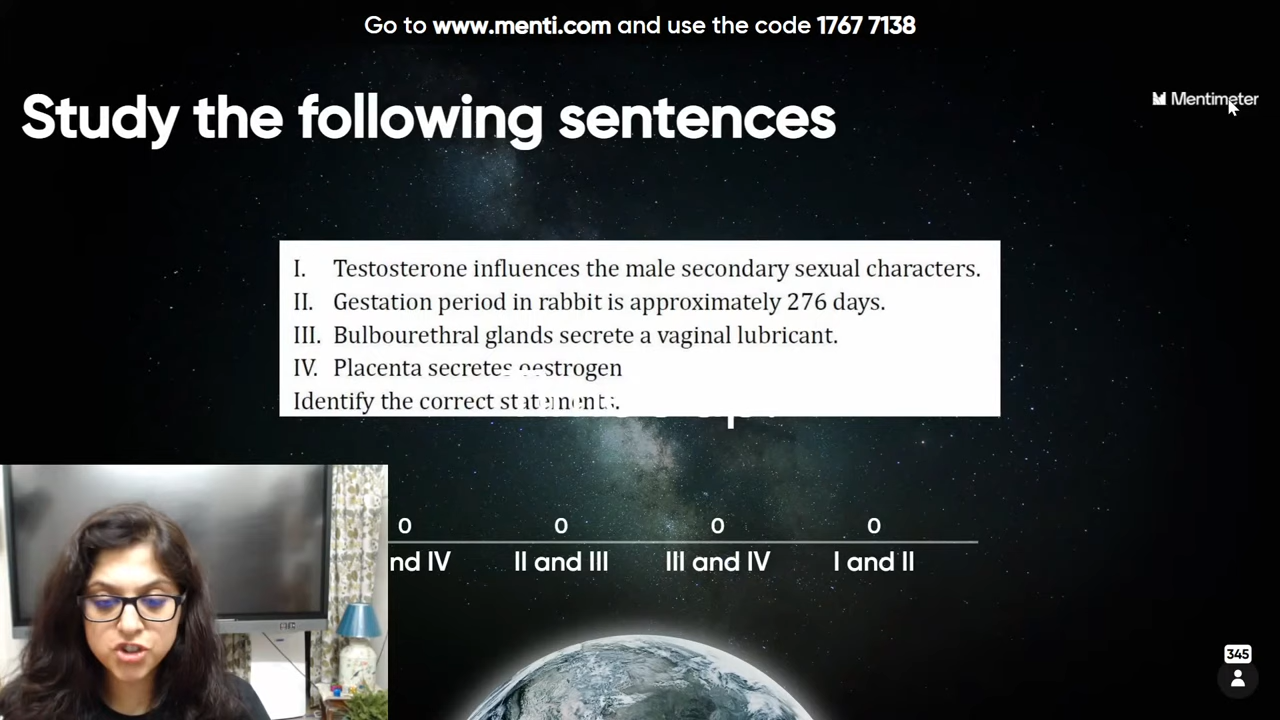 Go to www.menti.com and use the code 1767 7138
Study the following sentences
Mentimeter
I. Testosterone influences the male secondary sexual characters.
II. Gestation period in rabbit is approximately 276 days.
III. Bulbourethral glands secrete a vaginal lubricant.
IV. Placenta secretes oestrogen
Identify the correct statements.
0 0 0 0
nd IV II and III III and IV I and II
345